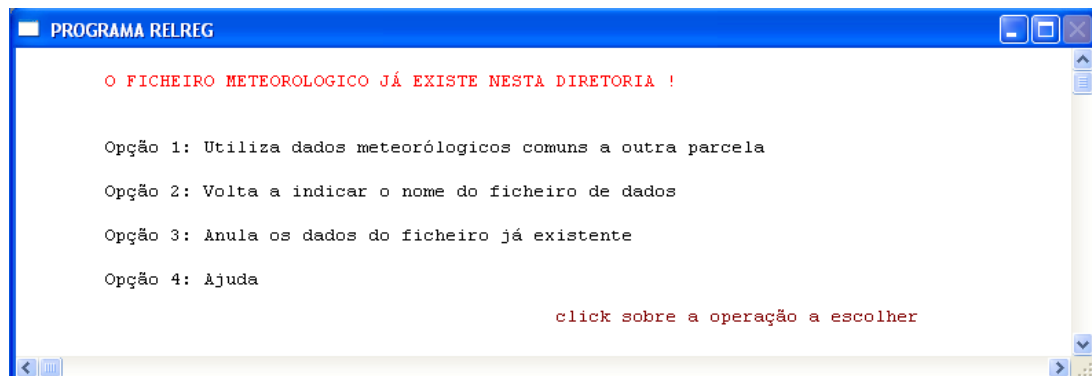 PROGRAMA RELREG
O FICHEIRO METEOROLOGICO JÁ EXISTE NESTA DIRETORIA !
Opção 1: Utiliza dados meteorólogicos comuns a outra parcela
Opção 2: Volta a indicar o nome do ficheiro de dados
Opção 3: Anula os dados do ficheiro já existente
Opção 4: Ajuda
click sobre a operação a escolher